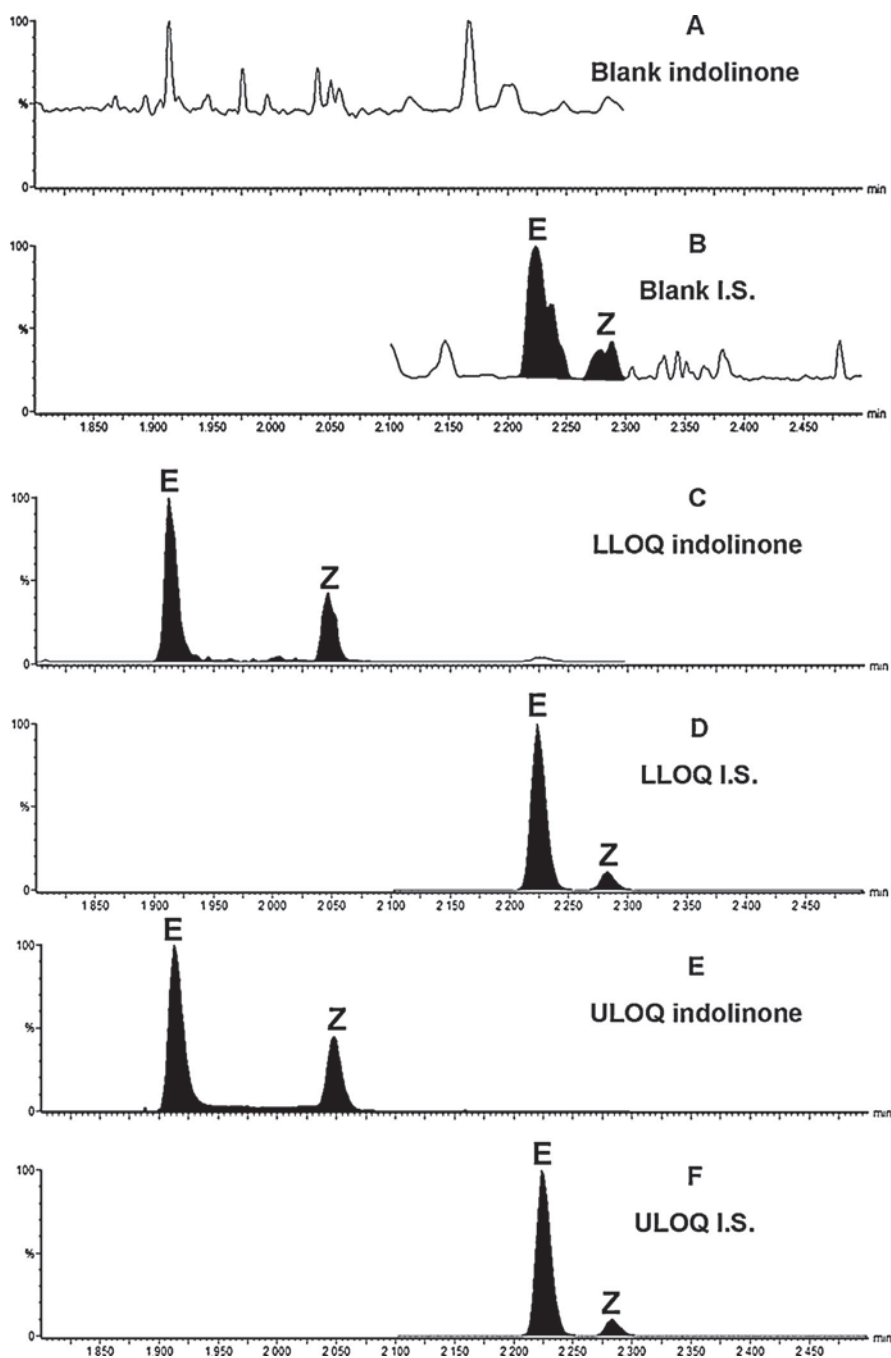 100
A
Blank indolinone
%
0
min
100
E
B
Blank I.S.
Z
%
0
min
1.850 1.900 1.950 2.000 2.050 2.100 2.150 2.200 2.250 2.300 2.350 2.400 2.450
100
E
C
LLOQ indolinone
%
Z
0
100
E
D
LLOQ I.S.
%
Z
0
1 850 1 900 1 950 2 000 2 050 2 100 2 150 2 200 2 250 2 300 2 350 2 400 2 450
100
E
E
ULOQ indolinone
%
Z
0
min
100
E
F
ULOQ I.S.
%
Z
0
1 850 1 900 1 950 2 000 2 050 2 100 2 150 2 200 2 250 2 300 2 350 2 400 2 450